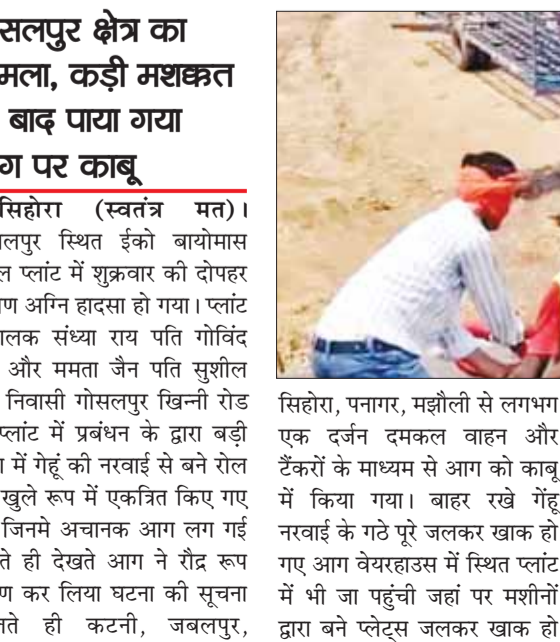 सलपुर क्षेत्र का
मला, कड़ी मशक्कत
बाद पाया गया
ग पर काबू
सिहोरा (स्वतंत्र मत)।
लपुर स्थित ईको बायोमास
ल प्लांट में शुक्रवार की दोपहर
ण अग्नि हादसा हो गया। प्लांट
लक संध्या राय पति गोविंद
और ममता जैन पति सुशील
निवासी गोसलपुर खिन्नी रोड
प्लांट में प्रबंधन के द्वारा बड़ी
ा में गेहूं की नरवाई से बने रोल
खुले रूप में एकत्रित किए गए
जिनमे अचानक आग लग गई
ते ही देखते आग ने रौद्र रूप
ण कर लिया घटना की सूचना
लते ही कटनी, जबलपुर,
सिहोरा, पनागर, मझौली से लगभग
एक दर्जन दमकल वाहन और
टैंकरों के माध्यम से आग को काबू
में किया गया। बाहर रखे गेंहू
नरवाई के गठे पूरे जलकर खाक हो
गए आग वेयरहाउस में स्थित प्लांट
में भी जा पहुंची जहां पर मशीनों
द्वारा बने प्लेट्स जलकर खाक हो